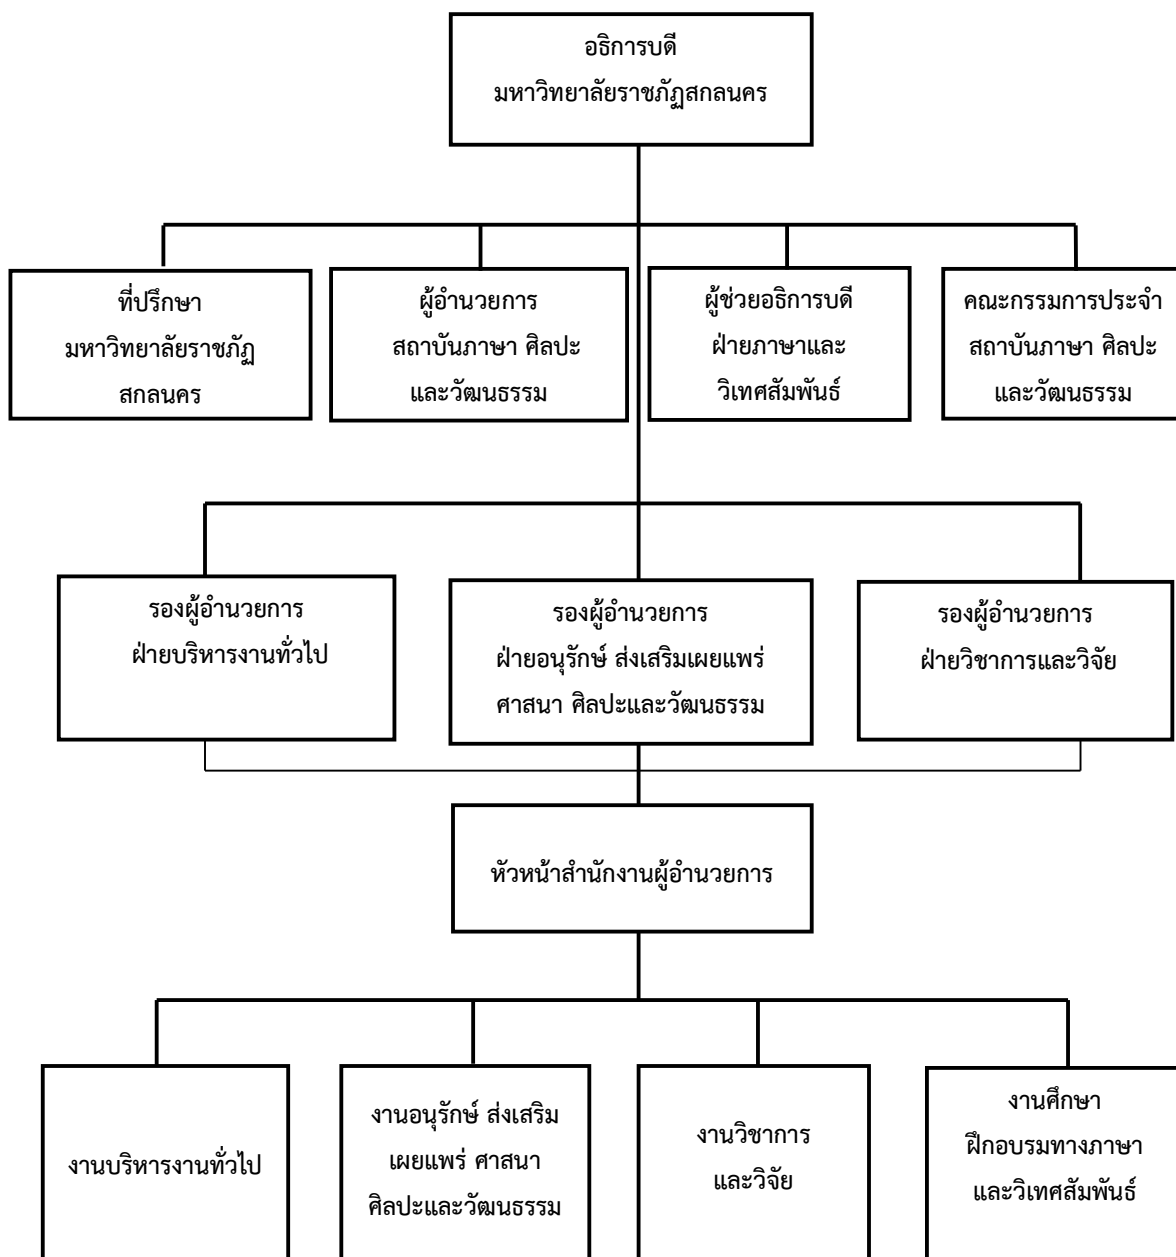 อธิการบดี
มหาวิทยาลัยราชภัฏสกลนคร
ที่ปรึกษา
มหาวิทยาลัยราชภัฏ
สกลนคร
ผู้อำนวยการ
สถาบันภาษา ศิลปะ
และวัฒนธรรม
ผู้ช่วยอธิการบดี
ฝ่ายภาษาและ
วิเทศสัมพันธ์
คณะกรรมการประจำ
สถาบันภาษา ศิลปะ
และวัฒนธรรม
รองผู้อำนวยการ
ฝ่ายบริหารงานทั่วไป
รองผู้อำนวยการ
ฝ่ายอนุรักษ์ ส่งเสริมเผยแพร่
ศาสนา ศิลปะและวัฒนธรรม
รองผู้อำนวยการ
ฝ่ายวิชาการและวิจัย
หัวหน้าสำนักงานผู้อำนวยการ
งานบริหารงานทั่วไป
งานอนุรักษ์ ส่งเสริม
เผยแพร่ ศาสนา
ศิลปะและวัฒนธรรม
งานวิชาการ
และวิจัย
งานศึกษา
ฝึกอบรมทางภาษา
และวิเทศสัมพันธ์